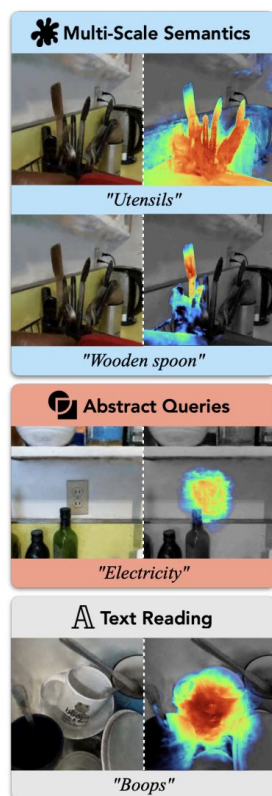 Multi-Scale Semantics
"Utensils"
"Wooden spoon"
Abstract Queries
"Electricity"
Text Reading
"Boops"